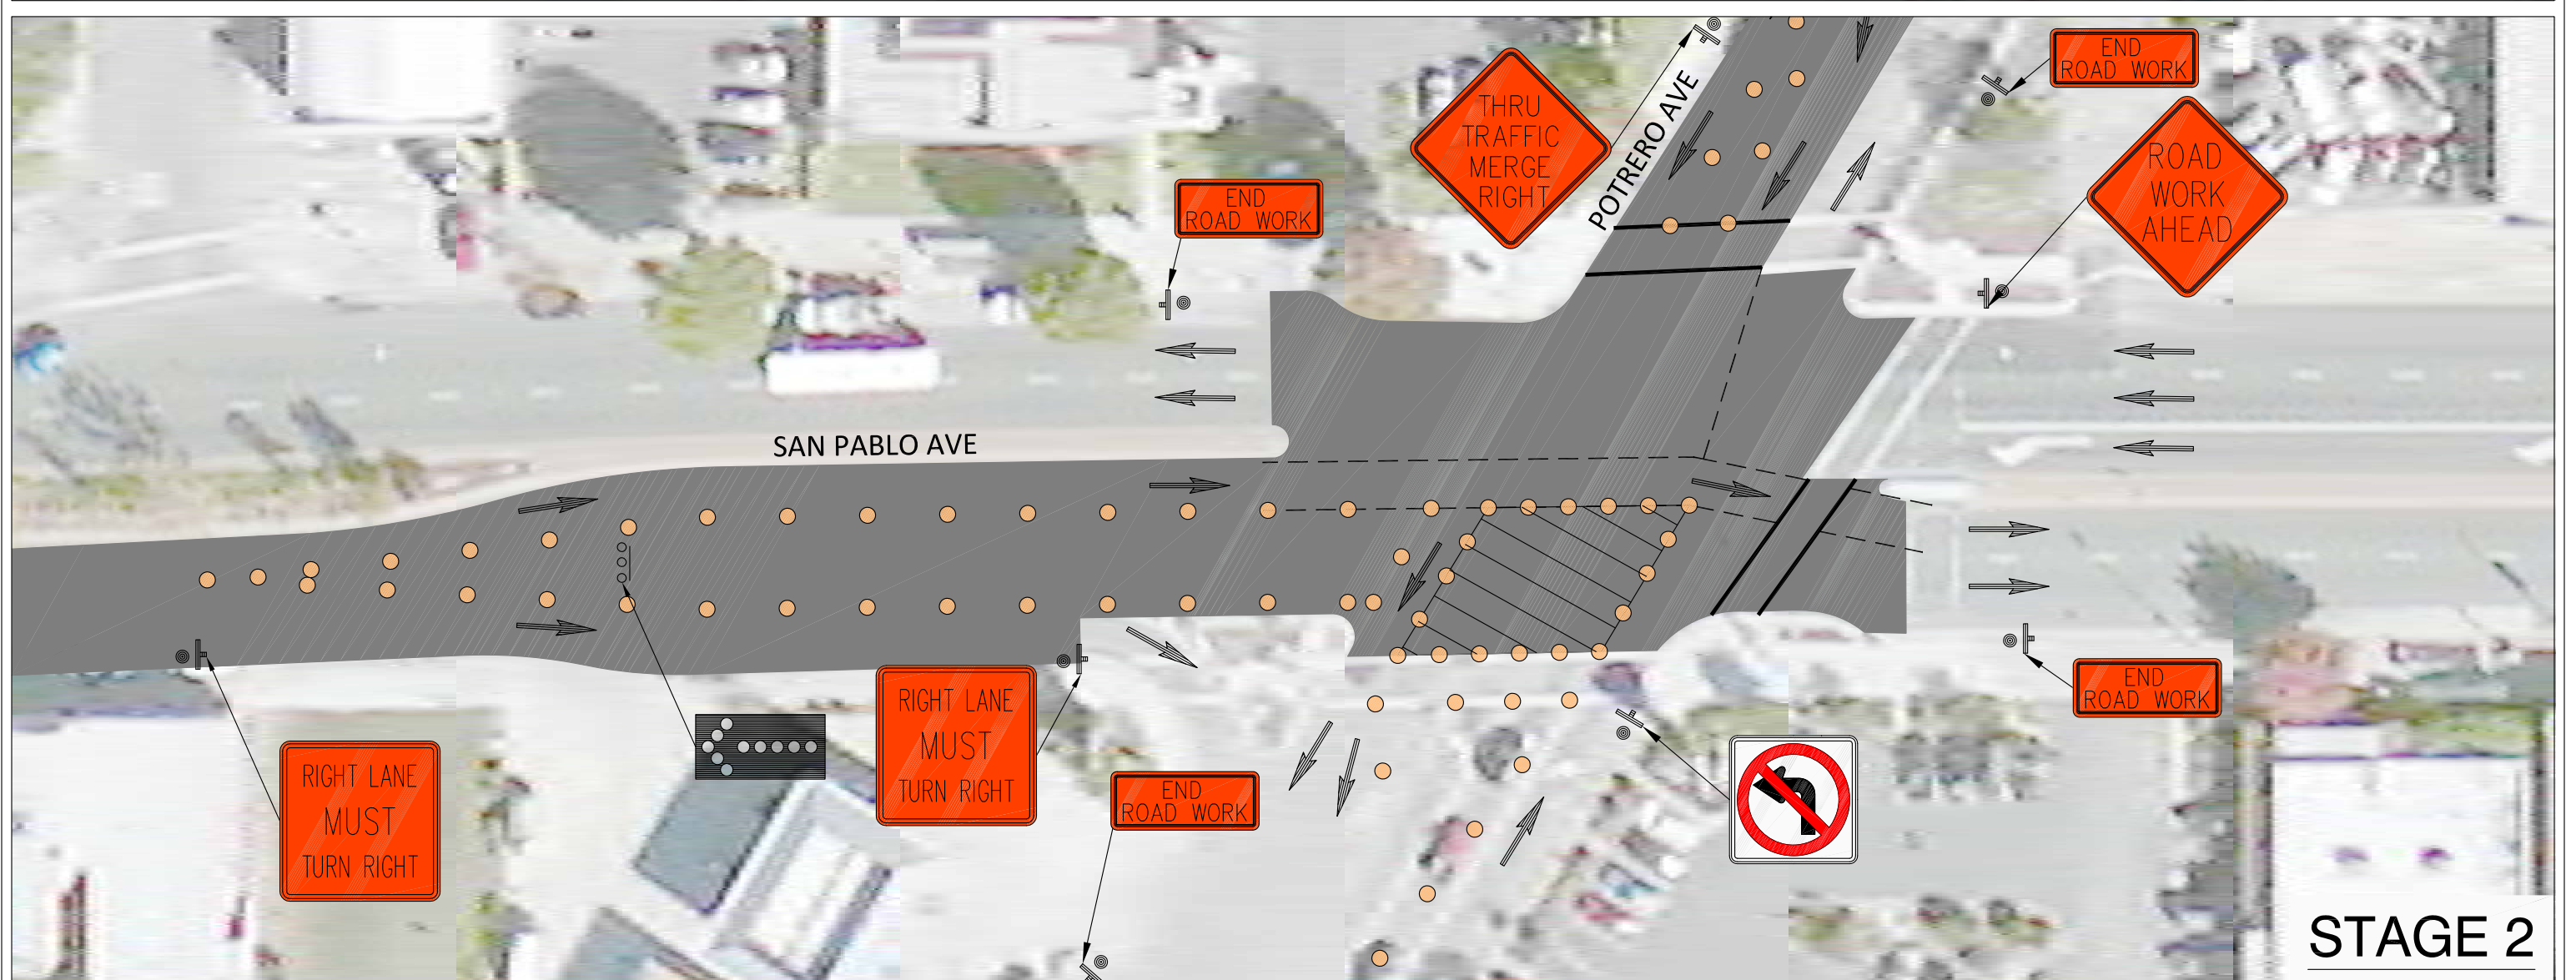 END
ROAD WORK
THRU
TRAFFIC
MERGE
RIGHT
POTRERO AVE
ROAD
WORK
AHEAD
END
ROAD WORK
SAN PABLO AVE
RIGHT LANE
MUST
TURN RIGHT
RIGHT LANE
MUST
TURN RIGHT
END
ROAD WORK
END
ROAD WORK
STAGE 2